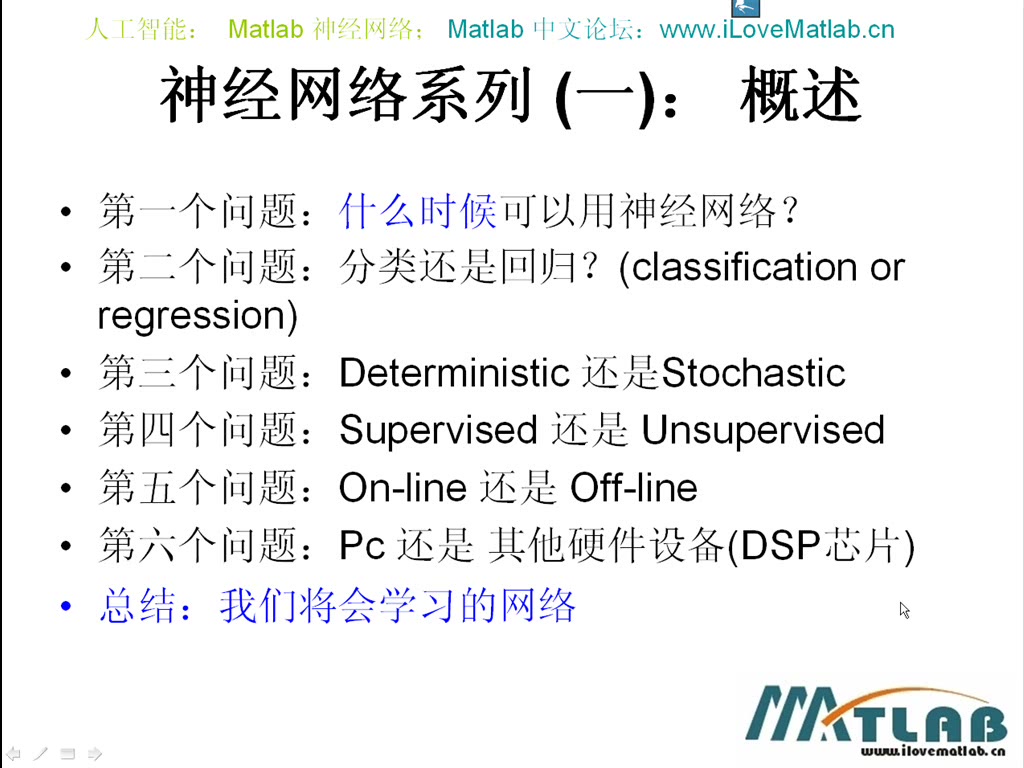 人工智能： Matlab 神经网络； Matlab 中文论坛：www.iLoveMatlab.cn
神经网络系列 (一)： 概述
• 第一个问题：什么时候可以用神经网络？
• 第二个问题：分类还是回归？(classification or
regression)
• 第三个问题：Deterministic 还是Stochastic
• 第四个问题：Supervised 还是 Unsupervised
• 第五个问题：On-line 还是 Off-line
• 第六个问题：Pc 还是 其他硬件设备(DSP芯片)
• 总结：我们将会学习的网络
MATLAB
www.ilovematlab.cn